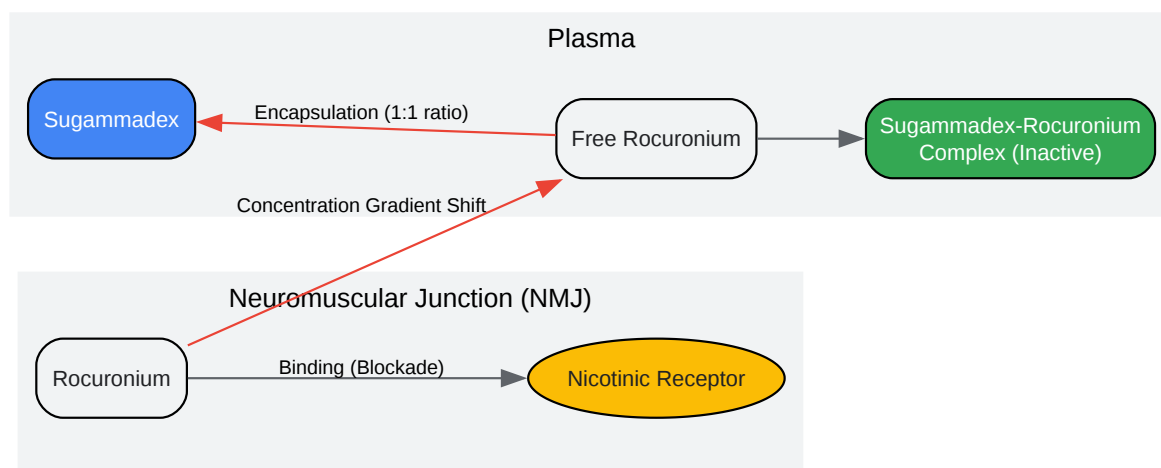 Plasma
Sugammadex
Encapsulation (1:1 ratio)
Free Rocuronium
Sugammadex-Rocuronium
Complex (Inactive)
Concentration Gradient Shift
Neuromuscular Junction (NMJ)
Rocuronium
Binding (Blockade)
Nicotinic Receptor